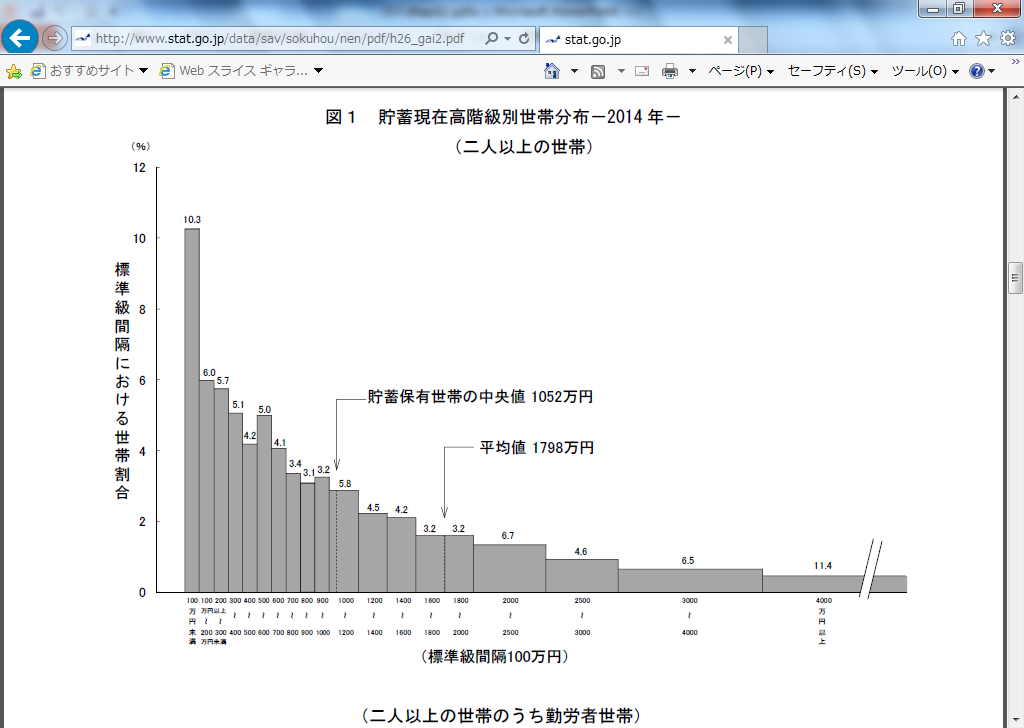 http://www.stat.go.jp/data/sav/sokuhou/nen/pdf/h26_gai2.pdf
stat.go.jp
おすすめサイト
Web スライス ギャラ...
ページ(P)
セーフティ(S)
ツール(O)
図1 貯蓄現在高階級別世帯分布－2014年－
(二人以上の世帯)
(%)
12
10
8
6
4
2
0
標準級間隔における世帯割合
10.3
6.0
5.7
5.1
4.2
5.0
4.1
3.4
3.1
3.2
5.8
4.5
4.2
3.2
3.2
6.7
4.6
6.5
11.4
貯蓄保有世帯の中央値 1052万円
平均値 1798万円
100万円未満
100万円以上～200万円未満
200～300
300～400
400～500
500～600
600～700
700～800
800～900
900～1000
1000～1200
1200～1400
1400～1600
1600～1800
1800～2000
2000～2500
2500～3000
3000～4000
4000万円以上
(標準級間隔100万円)
(二人以上の世帯のうち勤労者世帯)